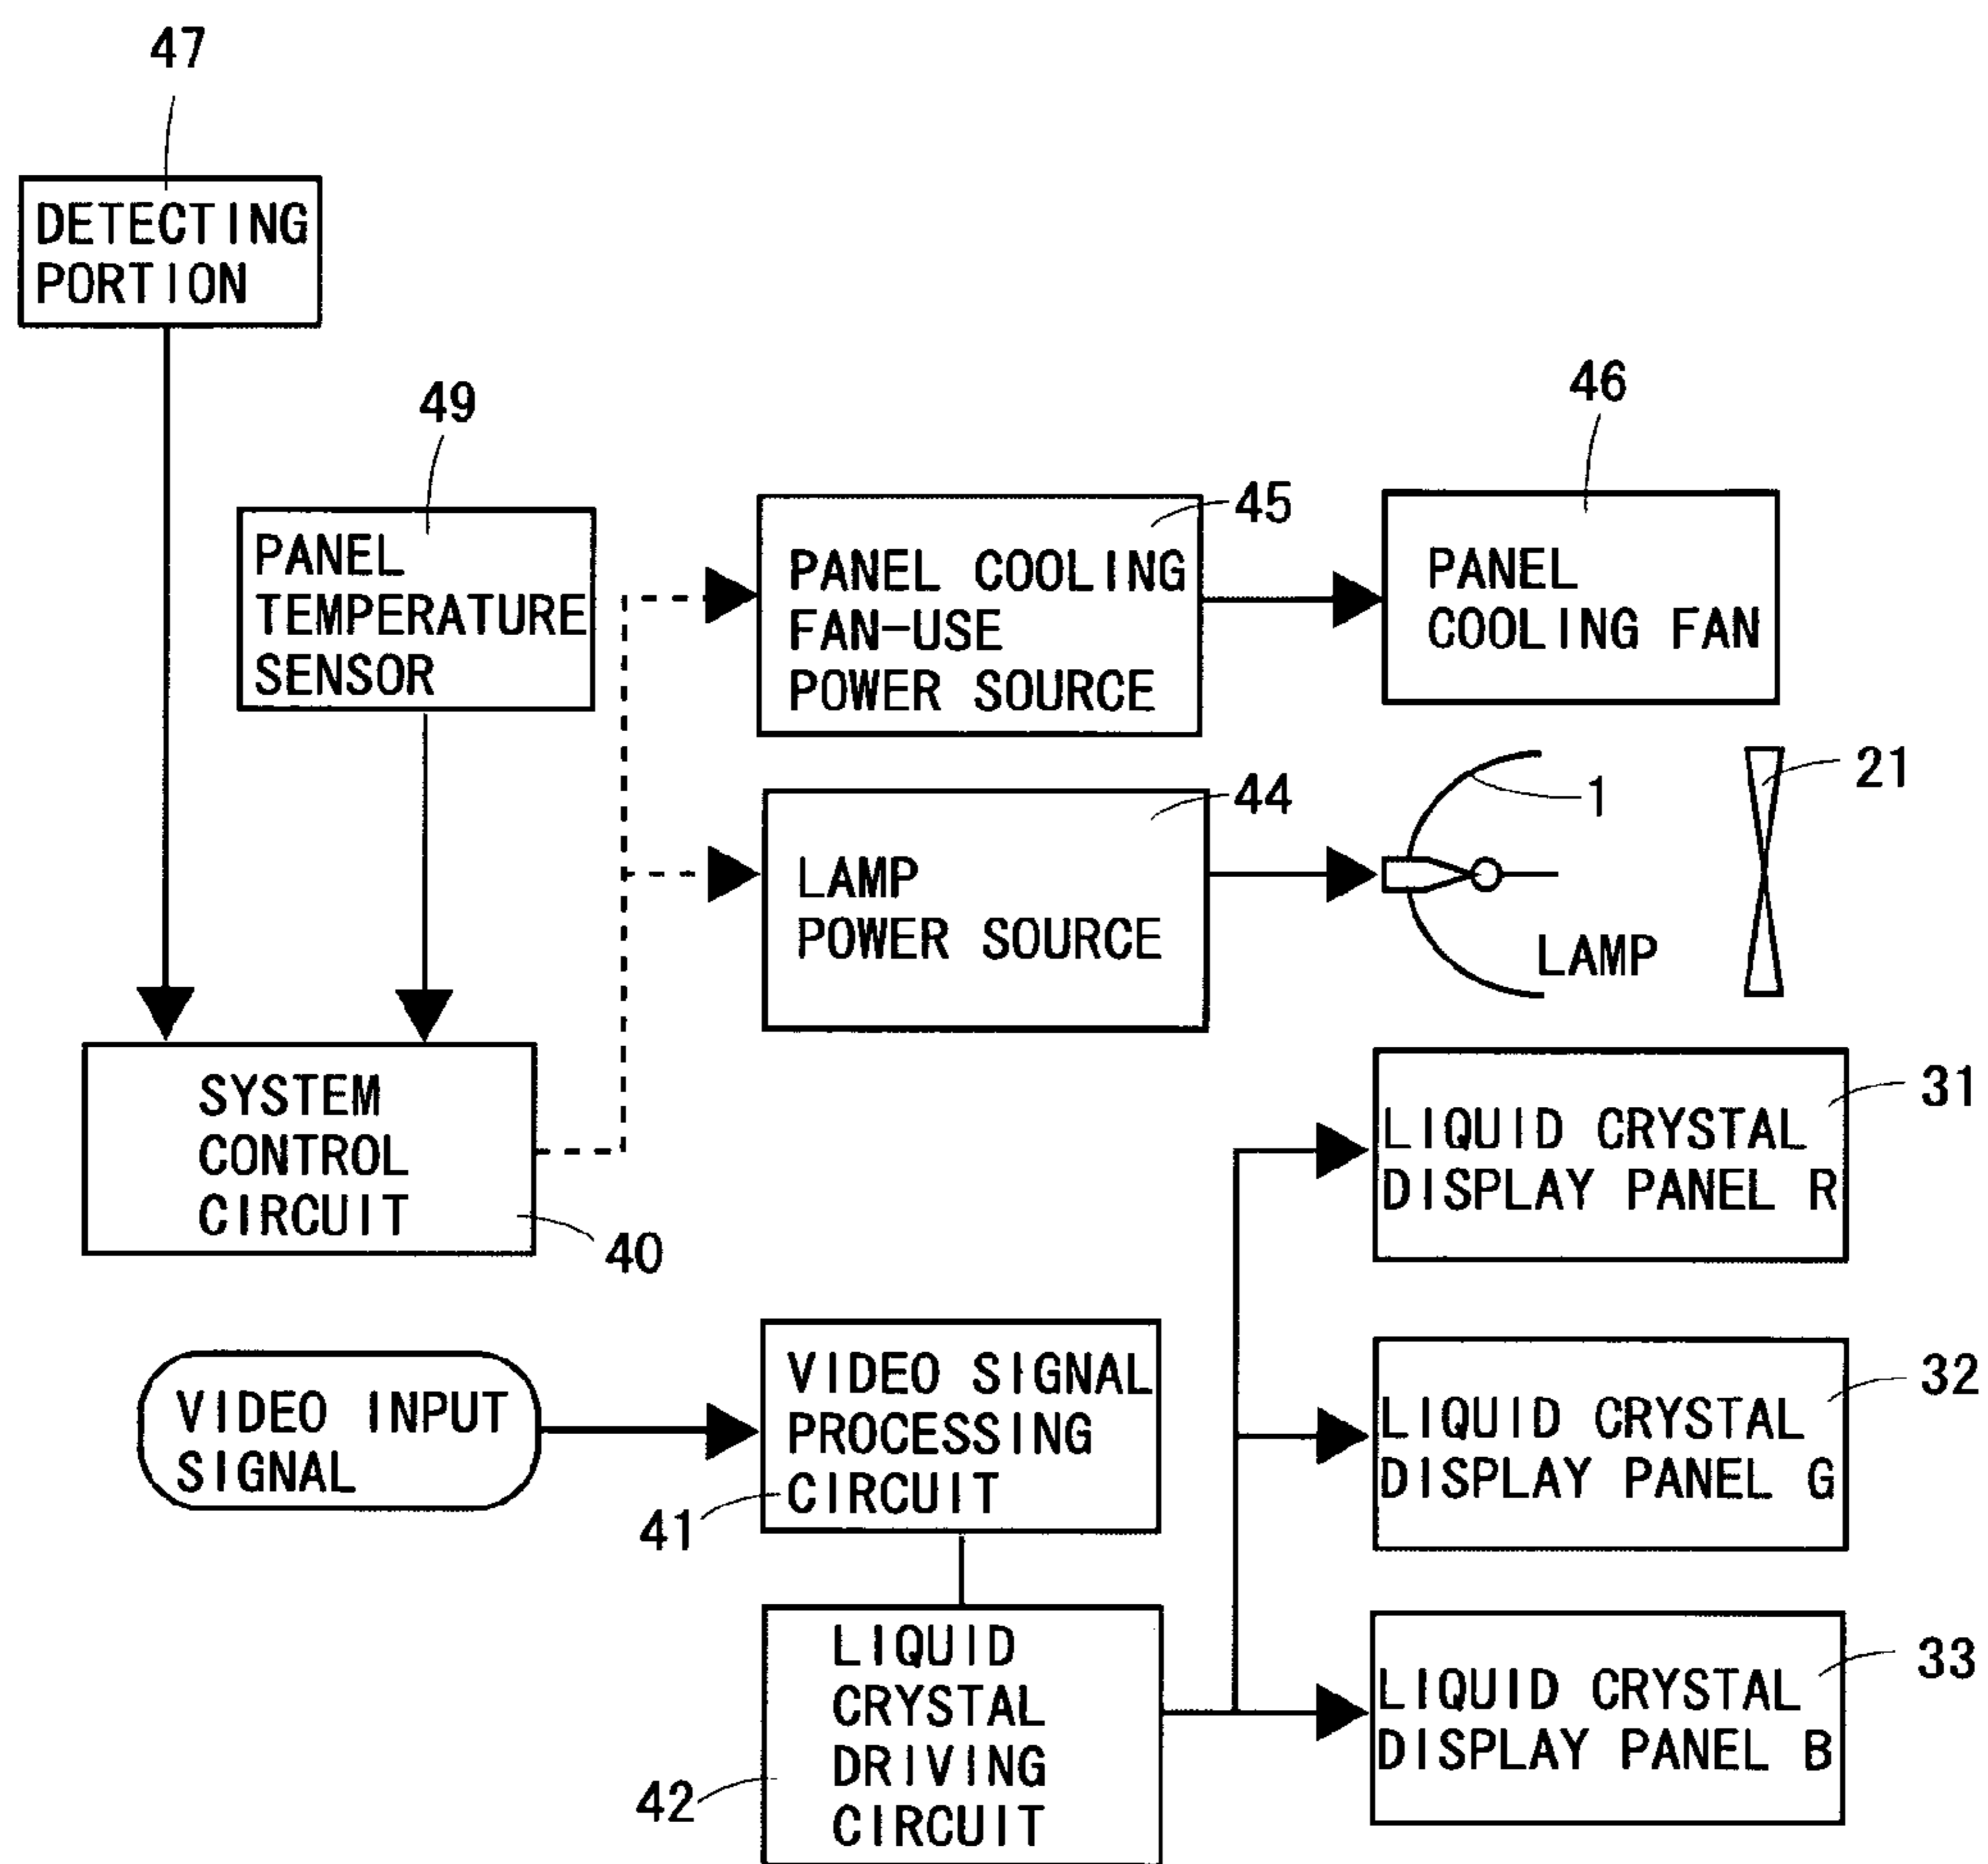 47
DETECTING
PORTION
49
PANEL
TEMPERATURE
SENSOR
45
PANEL COOLING
FAN-USE
POWER SOURCE
46
PANEL
COOLING FAN
44
LAMP
POWER SOURCE
1
LAMP
21
SYSTEM
CONTROL
CIRCUIT
40
31
LIQUID CRYSTAL
DISPLAY PANEL R
VIDEO INPUT
SIGNAL
VIDEO SIGNAL
PROCESSING
CIRCUIT
41
32
LIQUID CRYSTAL
DISPLAY PANEL G
LIQUID
CRYSTAL
DRIVING
CIRCUIT
42
33
LIQUID CRYSTAL
DISPLAY PANEL B